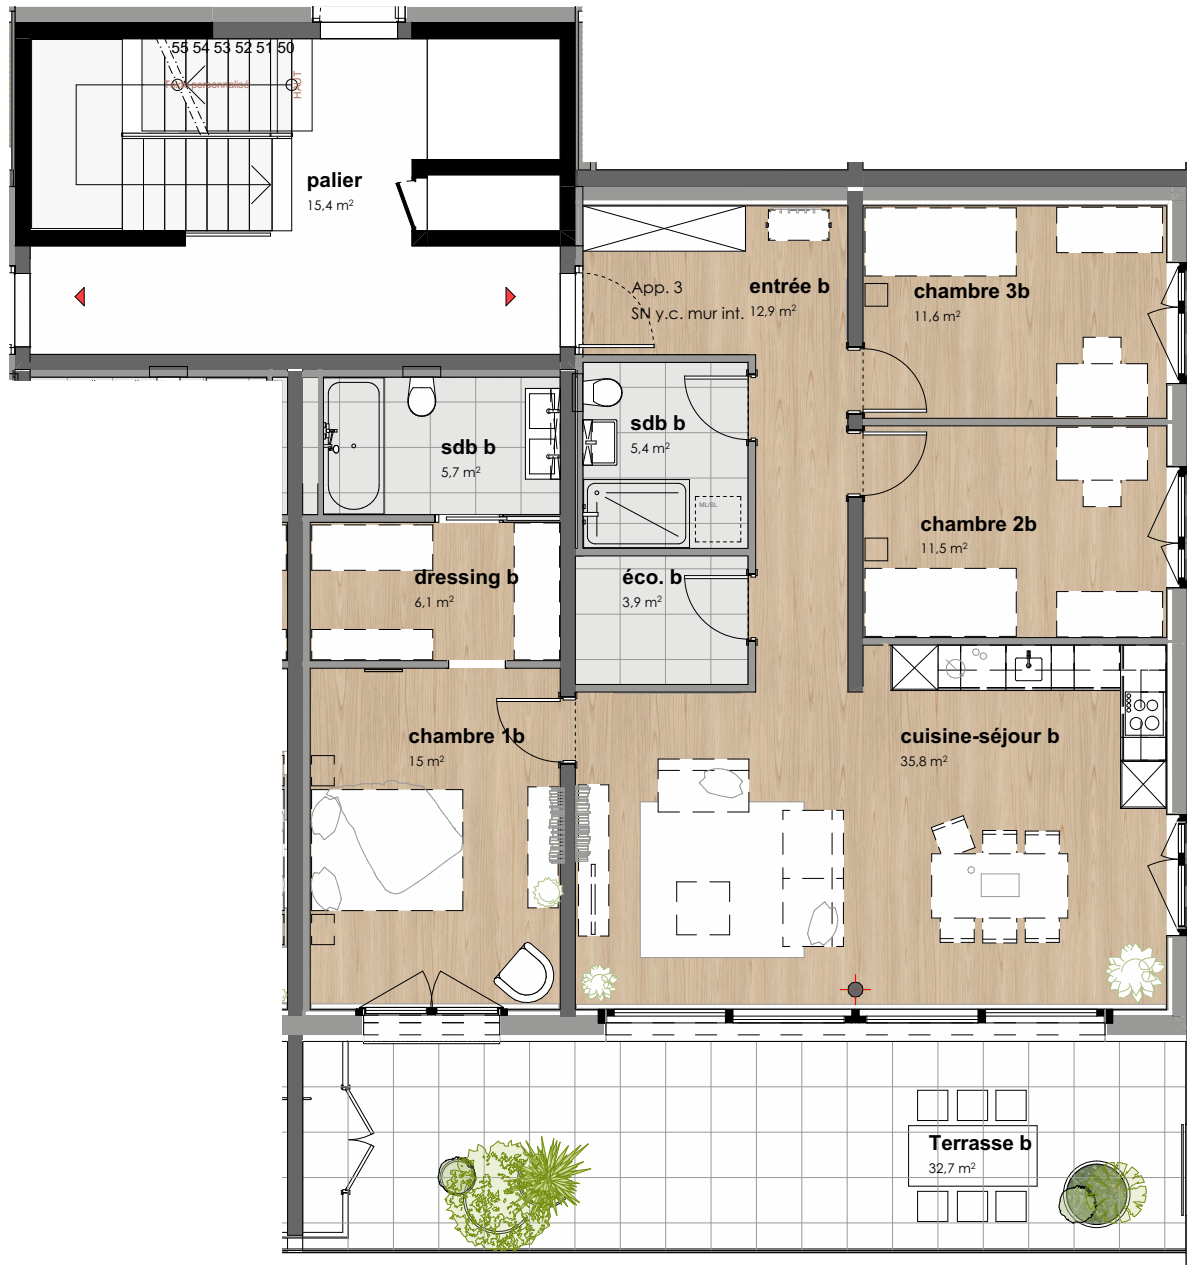 55 54 53 52 51 50
HAUT
palier
15,4 m²
App. 3
SN y.c. mur int.
entrée b
12,9 m²
chambre 3b
11,6 m²
sdb b
5,7 m²
sdb b
5,4 m²
ML/SL
chambre 2b
11,5 m²
dressing b
6,1 m²
éco. b
3,9 m²
chambre 1b
15 m²
cuisine-séjour b
35,8 m²
Terrasse b
32,7 m²